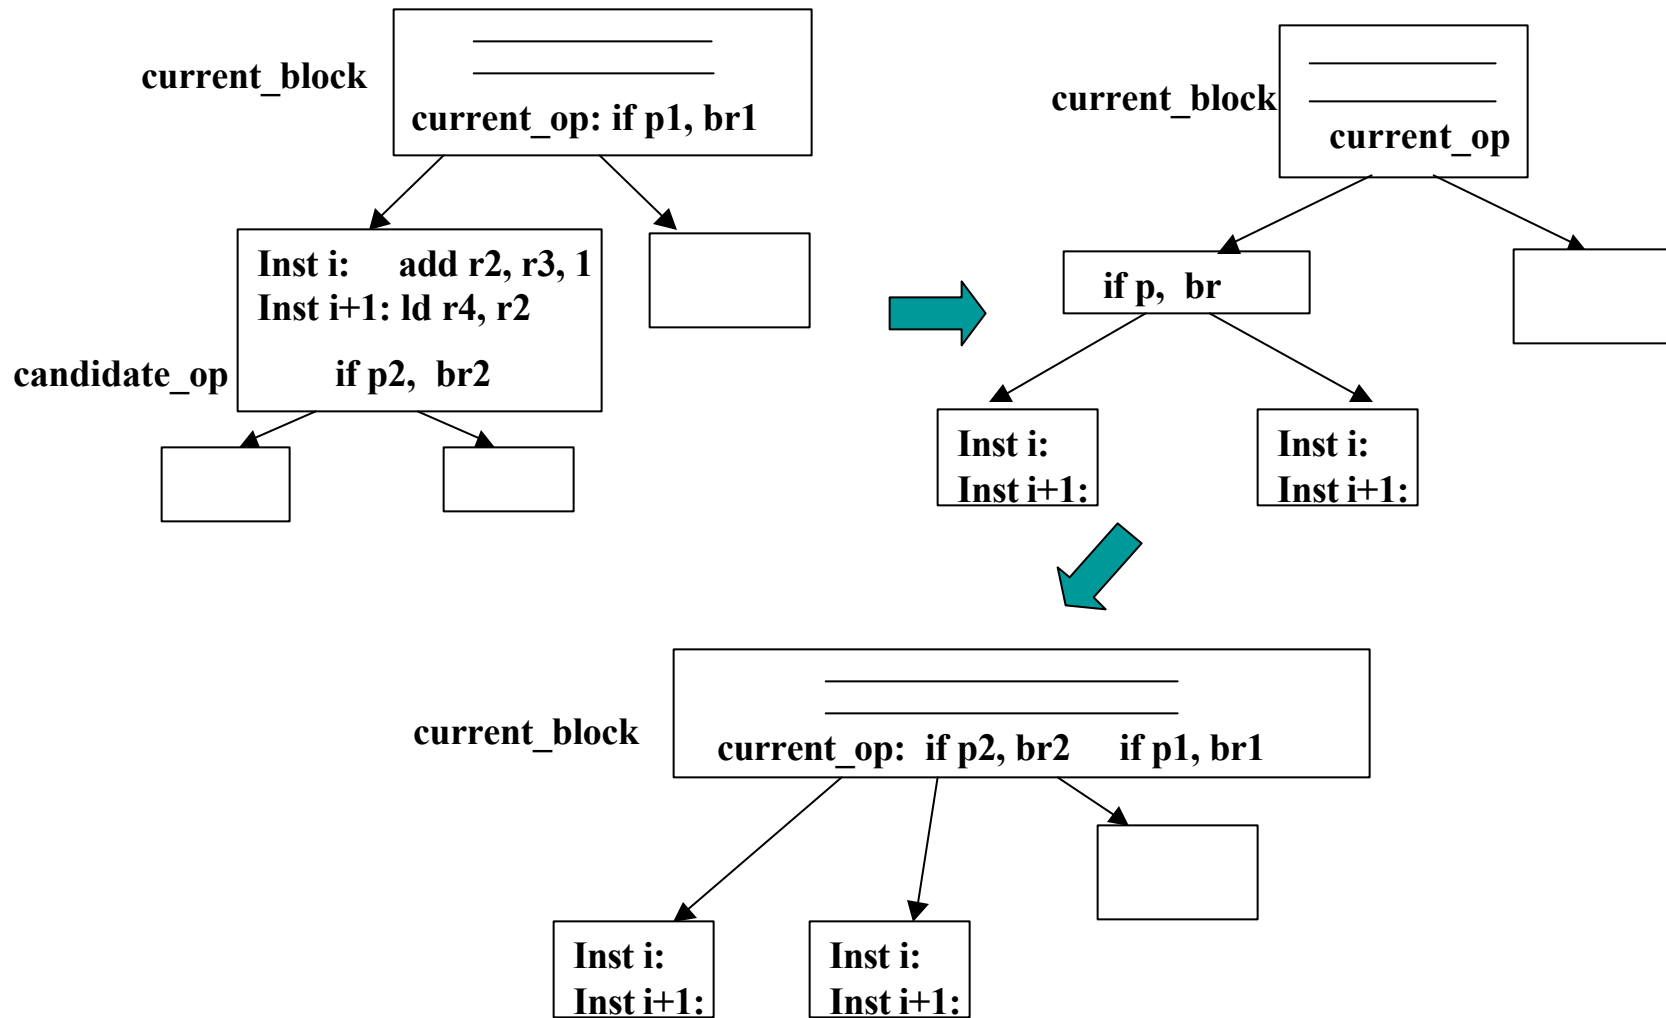 current_block
current_op: if p1, br1
Inst i: add r2, r3, 1
Inst i+1: ld r4, r2
candidate_op
if p2, br2
current_block
current_op
if p, br
Inst i:
Inst i+1:
Inst i:
Inst i+1:
current_block
current_op: if p2, br2 if p1, br1
Inst i:
Inst i+1:
Inst i:
Inst i+1: